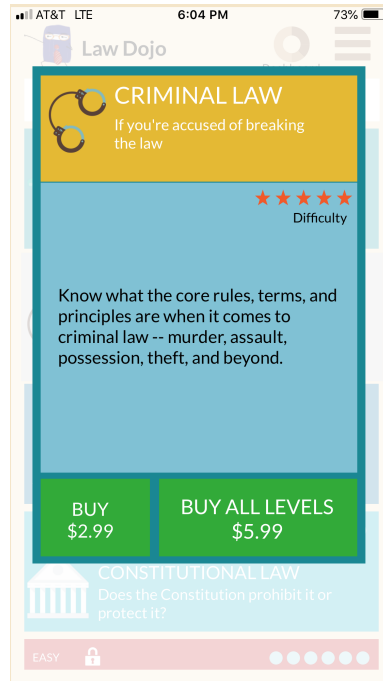 AT&T LTE 6:04 PM 73%
Law Dojo
CRIMINAL LAW
If you're accused of breaking
the law
Difficulty
Know what the core rules, terms, and
principles are when it comes to
criminal law -- murder, assault,
possession, theft, and beyond.
BUY
$2.99
BUY ALL LEVELS
$5.99
CONSTITUTIONAL LAW
Does the Constitution prohibit it or
protect it?
EASY